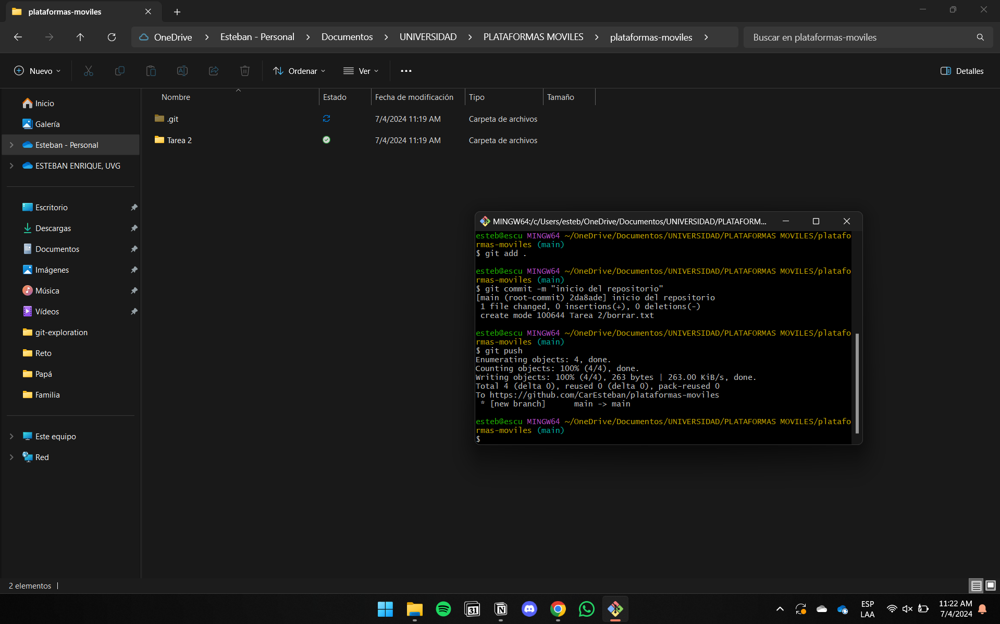 plataformas-moviles
OneDrive > Esteban - Personal > Documentos > UNIVERSIDAD > PLATAFORMAS MOVILES > plataformas-moviles >
Buscar en plataformas-moviles
Nuevo
Ordenar
Ver
Detalles
Nombre Estado Fecha de modificación Tipo Tamaño
.git 7/4/2024 11:19 AM Carpeta de archivos
Tarea 2 7/4/2024 11:19 AM Carpeta de archivos
Inicio
Galería
Esteban - Personal
ESTEBAN ENRIQUE, UVG
Escritorio
Descargas
Documentos
Imágenes
Música
Vídeos
git-exploration
Reto
Papá
Familia
Este equipo
Red
MINGW64:/c/Users/esteb/OneDrive/Documentos/UNIVERSIDAD/PLATAFORM...
esteb@escu MINGW64 ~/OneDrive/Documentos/UNIVERSIDAD/PLATAFORMAS MOVILES/platafo
rmas-moviles (main)
$ git add .
esteb@escu MINGW64 ~/OneDrive/Documentos/UNIVERSIDAD/PLATAFORMAS MOVILES/platafo
rmas-moviles (main)
$ git commit -m "inicio del repositorio"
[main (root-commit) 2da8ade] inicio del repositorio
1 file changed, 0 insertions(+), 0 deletions(-)
create mode 100644 Tarea 2/borrar.txt
esteb@escu MINGW64 ~/OneDrive/Documentos/UNIVERSIDAD/PLATAFORMAS MOVILES/platafo
rmas-moviles (main)
$ git push
Enumerating objects: 4, done.
Counting objects: 100% (4/4), done.
Writing objects: 100% (4/4), 263 bytes | 263.00 KiB/s, done.
Total 4 (delta 0), reused 0 (delta 0), pack-reused 0
To https://github.com/CarEsteban/plataformas-moviles
* [new branch] main -> main
esteb@escu MINGW64 ~/OneDrive/Documentos/UNIVERSIDAD/PLATAFORMAS MOVILES/platafo
rmas-moviles (main)
$
2 elementos
31
N
ESP
LAA
11:22 AM
7/4/2024